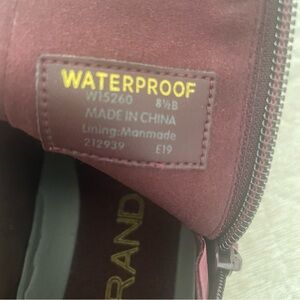 WATERPROOF
W15260 8½B
MADE IN CHINA
Lining:Manmade
212939 E19
RAND